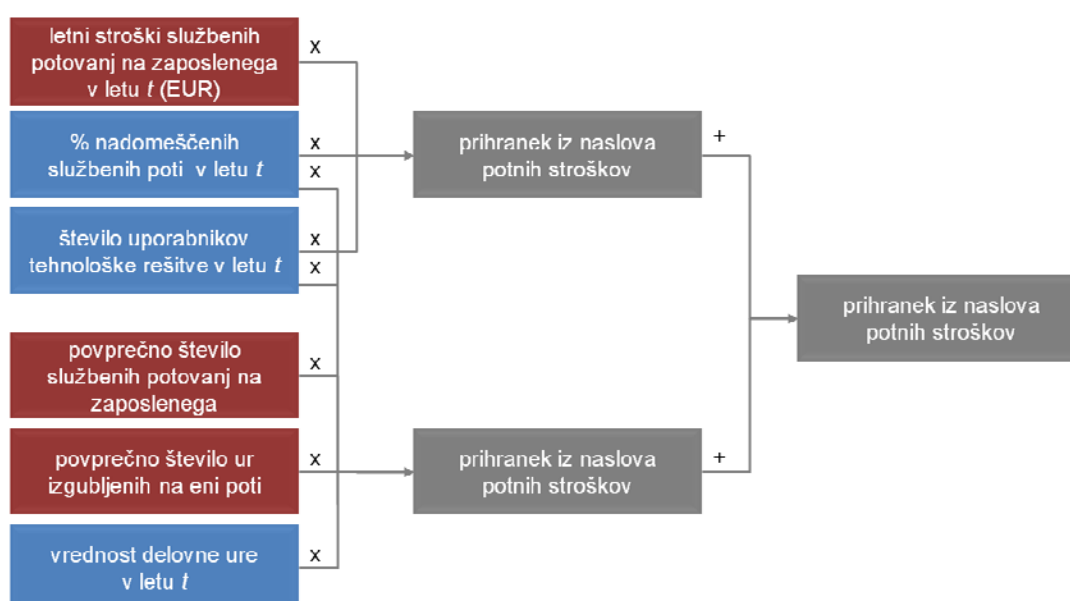 letni stroški službenih
potovanj na zaposlenega
v letu t (EUR)
x
% nadomeščenih
službenih poti v letu t
x
x
število uporabnikov
tehnološke rešitve v letu t
x
x
povprečno število
službenih potovanj na
zaposlenega
x
povprečno število ur
izgubljenih na eni poti
x
vrednost delovne ure
v letu t
x
prihranek iz naslova
potnih stroškov
+
prihranek iz naslova
potnih stroškov
+
prihranek iz naslova
potnih stroškov